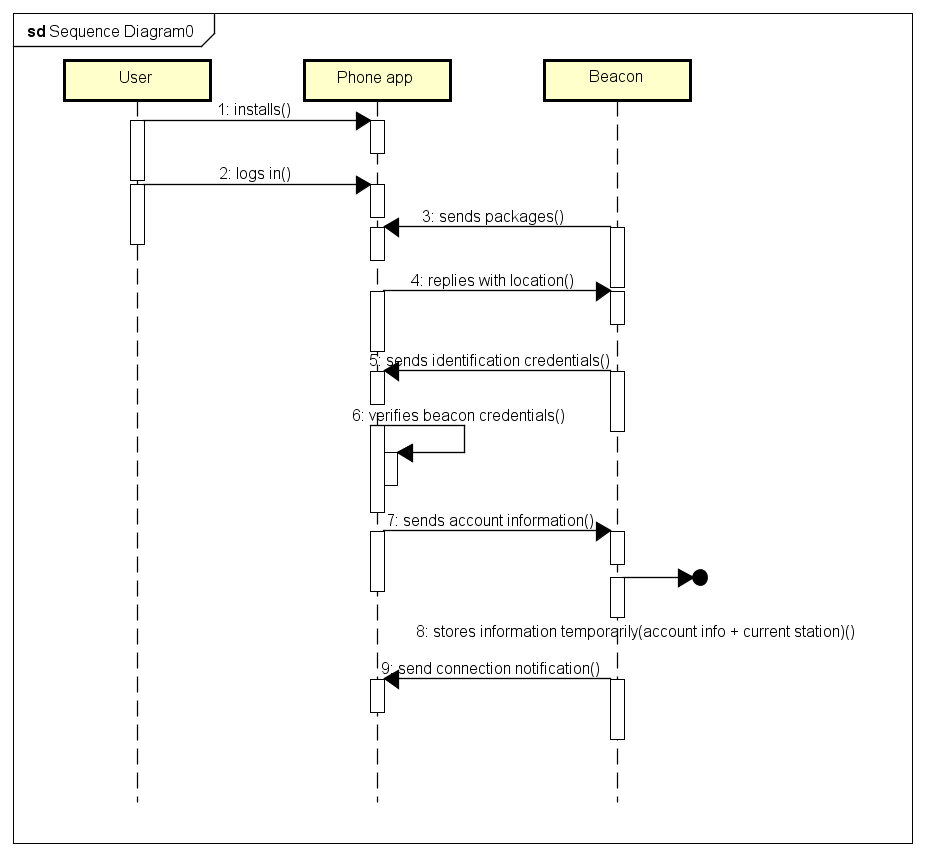 sd Sequence Diagram0
User
Phone app
Beacon
1: installs()
2: logs in()
3: sends packages()
4: replies with location()
5: sends identification credentials()
6: verifies beacon credentials()
7: sends account information()
8: stores information temporarily(account info + current station)()
9: send connection notification()